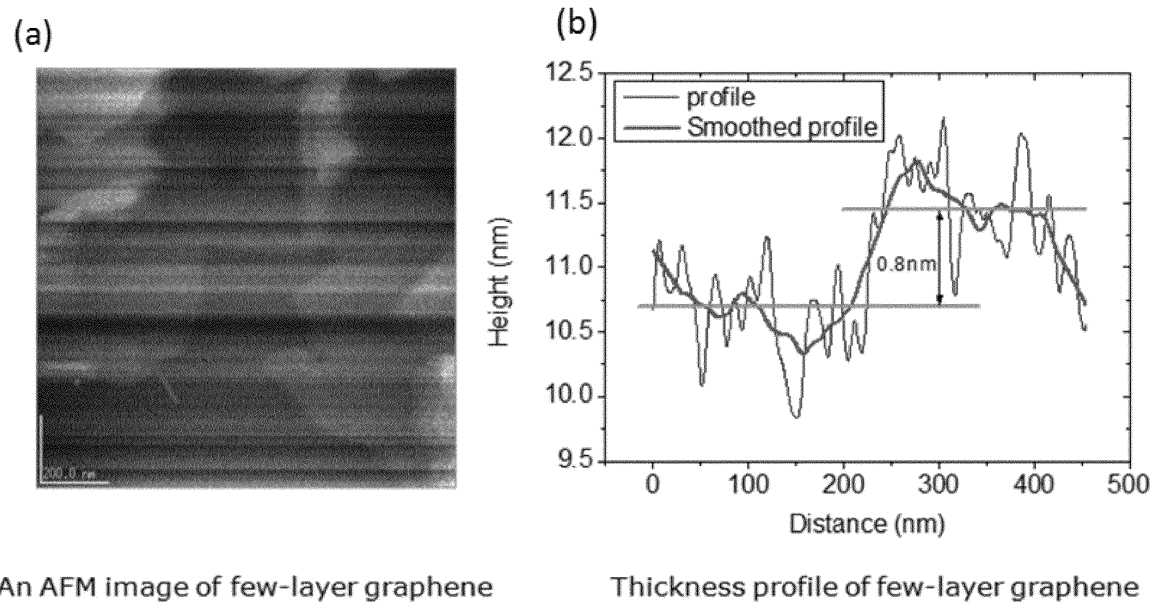 (a)
200.0 nm
An AFM image of few-layer graphene
(b)
12.5
12.0
11.5
11.0
10.5
10.0
9.5
Height (nm)
profile
Smoothed profile
0.8nm
0 100 200 300 400 500
Distance (nm)
Thickness profile of few-layer graphene